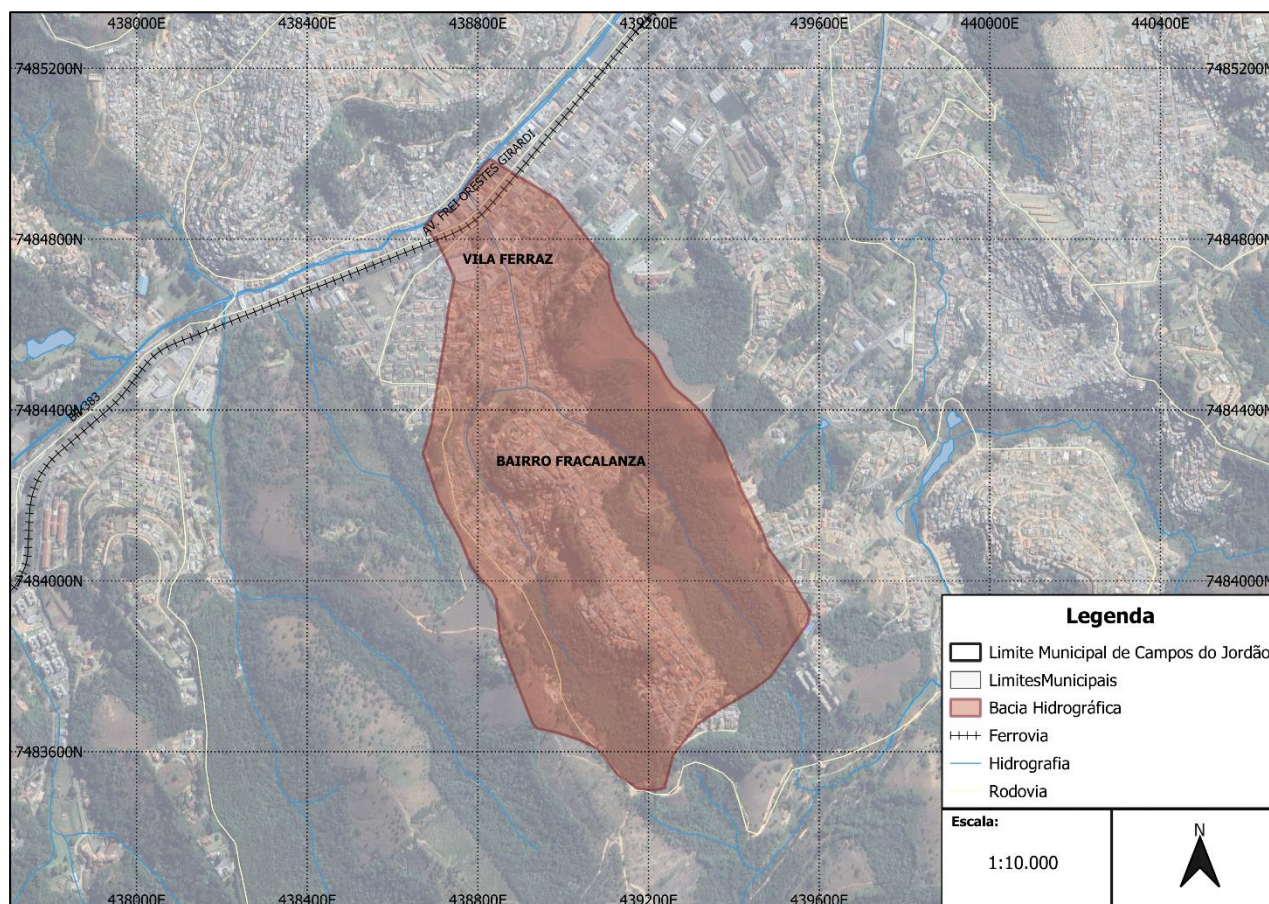 438000E 438400E 438800E 439200E 439600E 440000E 440400E
7485200N 7485200N
AV. FREI ORESTES GIRARDI
7484800N 7484800N
VILA FERRAZ
7484400N 7484400N
BAIRRO FRACALANZA
7484000N 7484000N
7483600N
438000E 438400E 438800E 439200E 439600E
Legenda
Limite Municipal de Campos do Jordão
LimitesMunicipais
Bacia Hidrográfica
Ferrovia
Hidrografia
Rodovia
Escala:
1:10.000
N